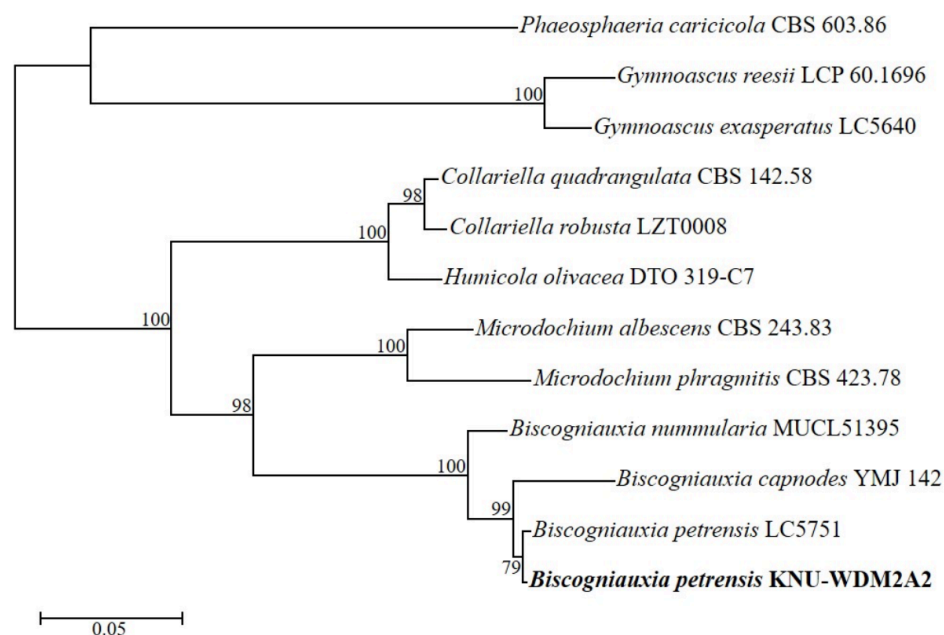 Phaeosphaeria caricicola CBS 603.86
Gymnoascus reesii LCP 60.1696
100
Gymnoascus exasperatus LC5640
Collariella quadrangulata CBS 142.58
98
Collariella robusta LZT0008
100
Humicola olivacea DTO 319-C7
100
Microdochium albescens CBS 243.83
100
Microdochium phragmitis CBS 423.78
98
Biscogniauxia nummularia MUCL51395
100
Biscogniauxia capnodes YMJ 142
99
Biscogniauxia petrensis LC5751
79
Biscogniauxia petrensis KNU-WDM2A2
0.05